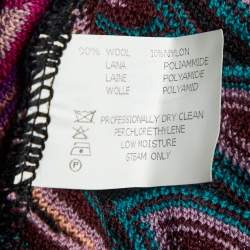 90% WOOL 10% NYLON
LANA POLIAMMIDE
LAINE POLYAMIDE
WOLLE POLYAMID
PROFESSIONALLY DRY CLEAN
PERCHLORETHYLENE
LOW MOISTURE
STEAM ONLY